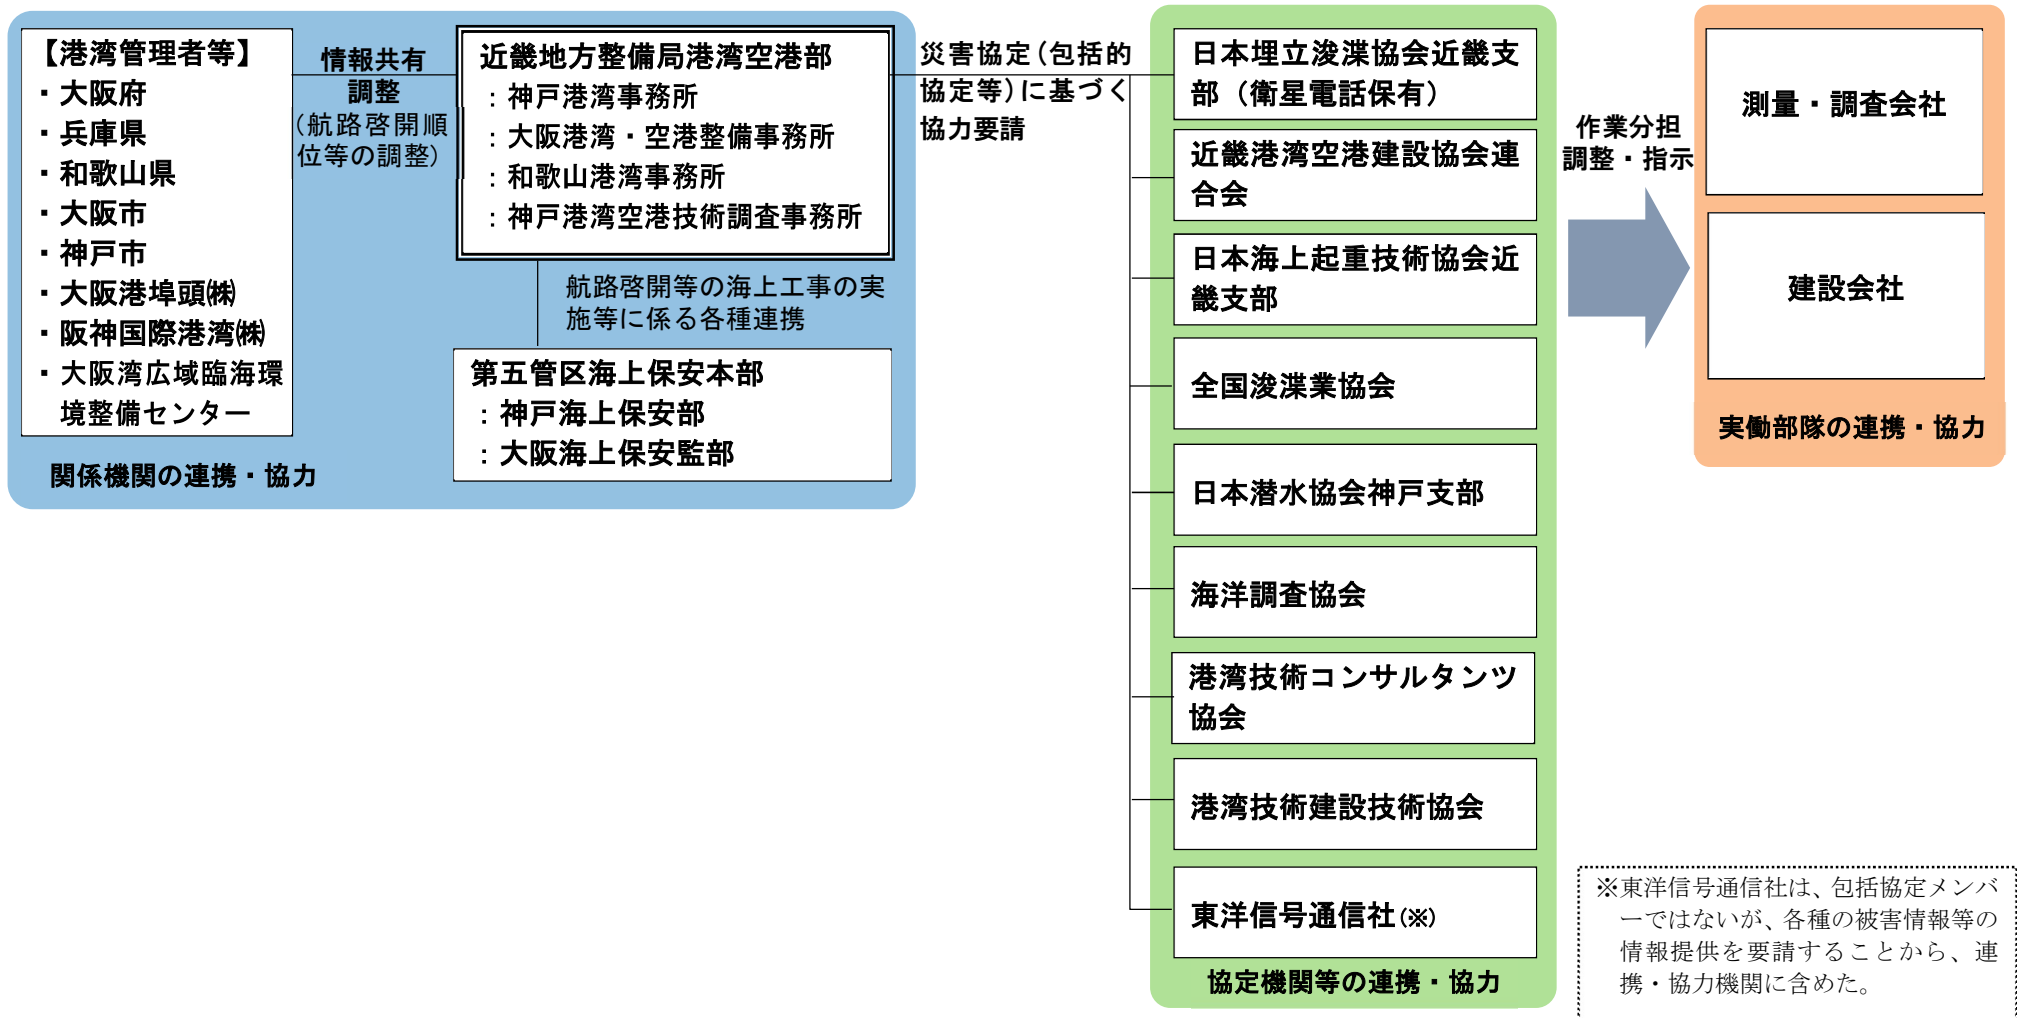 【港湾管理者等】
・大阪府
・兵庫県
・和歌山県
・大阪市
・神戸市
・大阪港埠頭㈱
・阪神国際港湾㈱
・大阪湾広域臨海環
境整備センター
関係機関の連携・協力
情報共有
調整
（航路啓開順
位等の調整）
近畿地方整備局港湾空港部
：神戸港湾事務所
：大阪港湾・空港整備事務所
：和歌山港湾事務所
：神戸港湾空港技術調査事務所
航路啓開等の海上工事の実
施等に係る各種連携
第五管区海上保安本部
：神戸海上保安部
：大阪海上保安監部
災害協定（包括的
協定等）に基づく
協力要請
日本埋立浚渫協会近畿支
部（衛星電話保有）
近畿港湾空港建設協会連
合会
日本海上起重技術協会近
畿支部
全国浚渫業協会
日本潜水協会神戸支部
海洋調査協会
港湾技術コンサルタンツ
協会
港湾技術建設技術協会
東洋信号通信社（※）
協定機関等の連携・協力
作業分担
調整・指示
測量・調査会社
建設会社
実働部隊の連携・協力
※東洋信号通信社は、包括協定メンバ
ーではないが、各種の被害情報等の
情報提供を要請することから、連
携・協力機関に含めた。